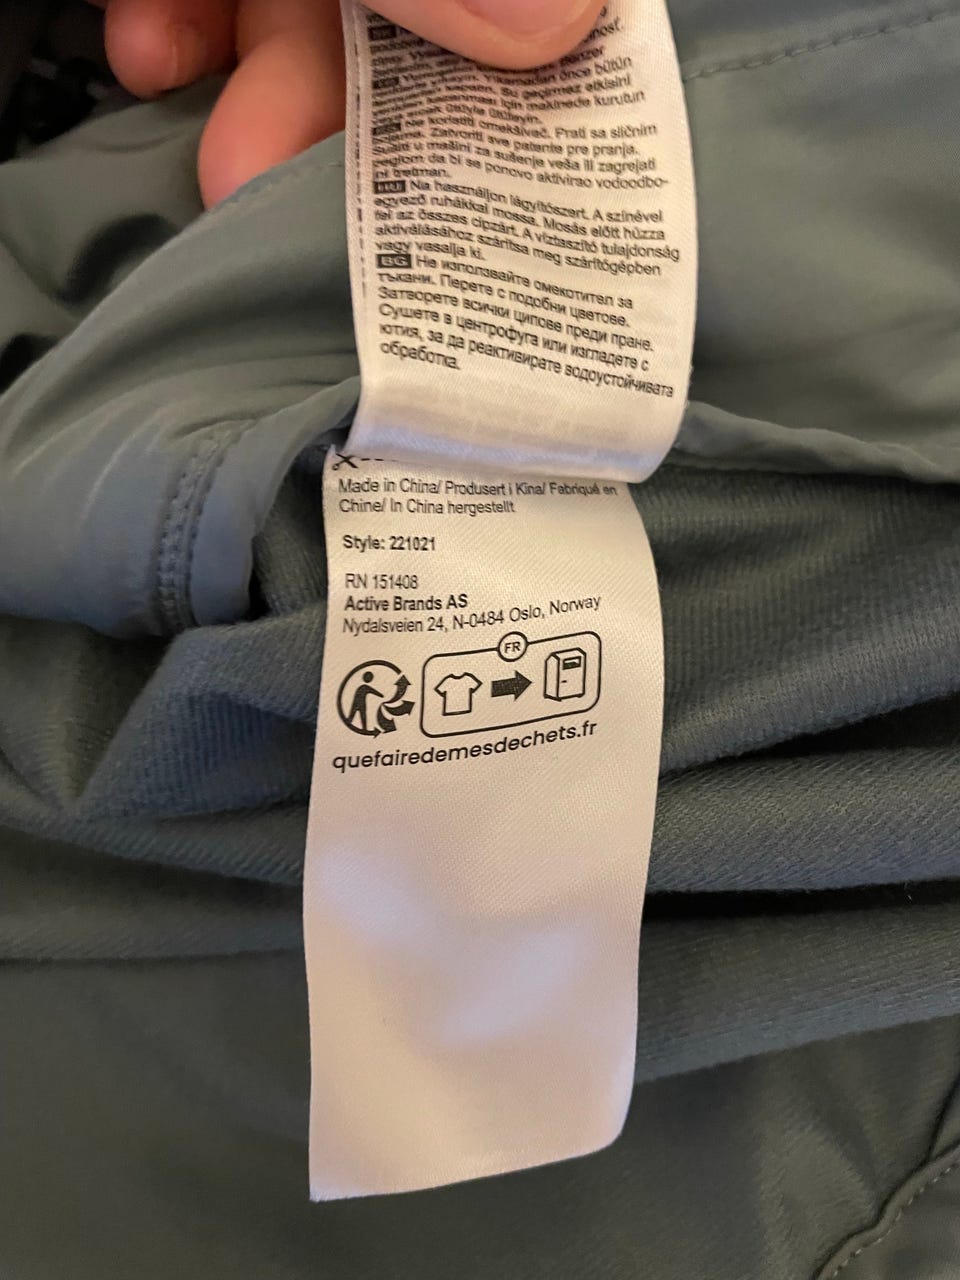 Yıkamadan önce bütün
Su geçirmez etkisini
kazanması için makinede kurutun
veya sıcak ütüyle ütüleyin.
Ne koristiti omekšivač. Prati sa sličnim
bojama. Zatvoriti sve patente pre pranja.
Sušiti u mašini za sušenje veša ili zagrejati
peglom da bi se ponovo aktivirao vodoodbo-
ni tretman.
HU Ne használjon lágyítószert. A színével
egyező ruhákkal mossa. Mosás előtt húzza
fel az összes cipzárt. A víztaszító tulajdonság
aktiválásához szárítsa meg szárítógépben
vagy vasalja ki.
BG Не използвайте омекотител за
тъкани. Перете с подобни цветове.
Затворете всички ципове преди пране.
Сушете в центрофуга или изгладете с
ютия, за да реактивирате водоустойчивата
обработка.
Made in China/ Produsert i Kina/ Fabriqué en
Chine/ In China hergestellt
Style: 221021
RN 151408
Active Brands AS
Nydalsveien 24, N-0484 Oslo, Norway
FR
quefairedemesdechets.fr